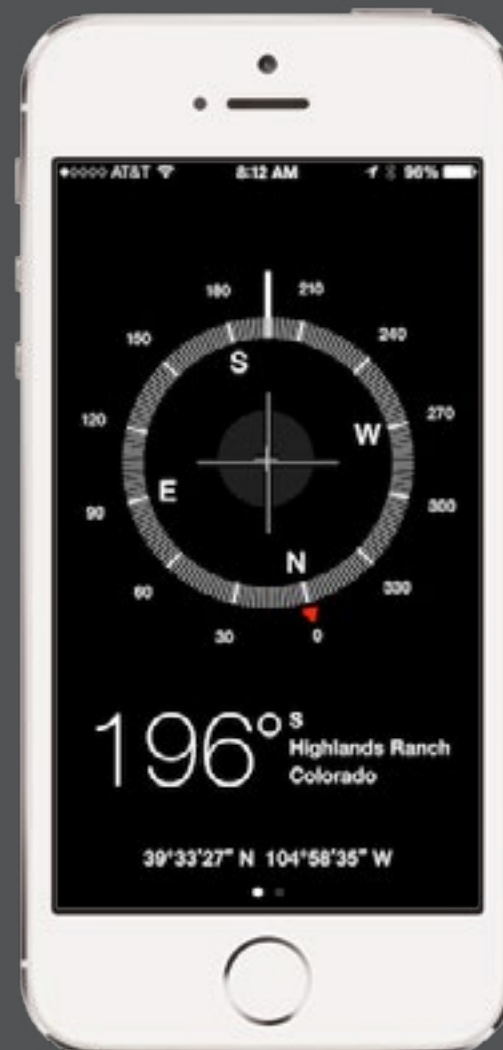 AT&T 8:12 AM 96%
180 210
150 240
S
120 W 270
E
90 300
N
60 330
30 0
196° S
Highlands Ranch
Colorado
39°33'27" N 104°58'35" W